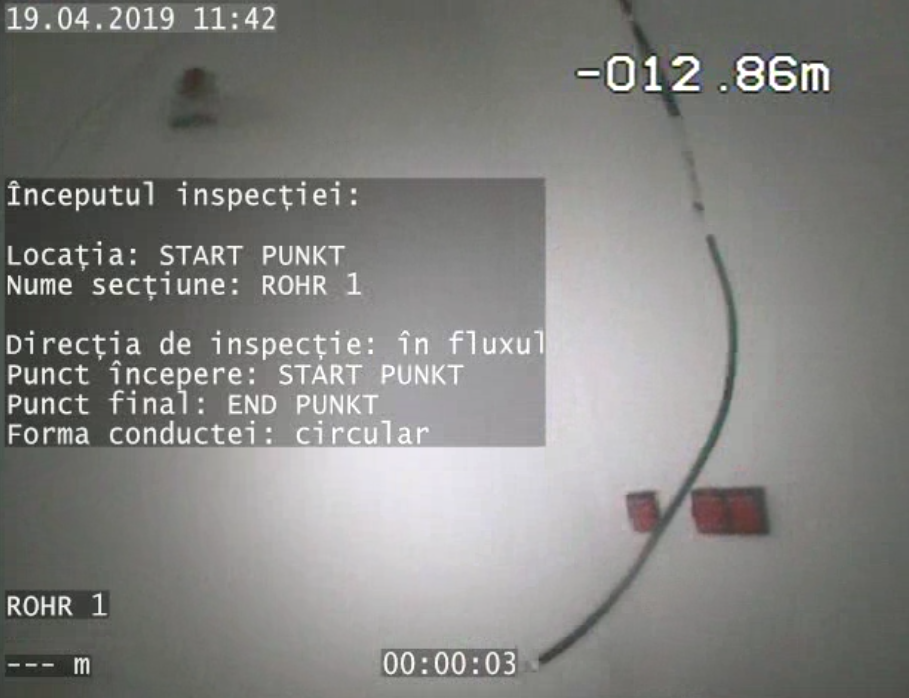 19.04.2019 11:42
-012.86m
Începutul inspecției:
Locația: START PUNKT
Nume secțiune: ROHR 1
Direcția de inspecție: în fluxul
Punct începere: START PUNKT
Punct final: END PUNKT
Forma conductei: circular
ROHR 1
--- m
00:00:03